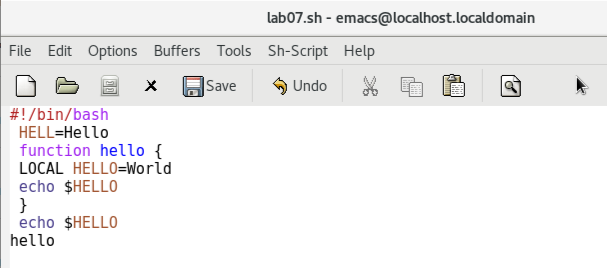 lab07.sh - emacs@localhost.localdomain
File Edit Options Buffers Tools Sh-Script Help
Save Undo
#!/bin/bash
HELL=Hello
function hello {
LOCAL HELLO=World
echo $HELLO
}
echo $HELLO
hello